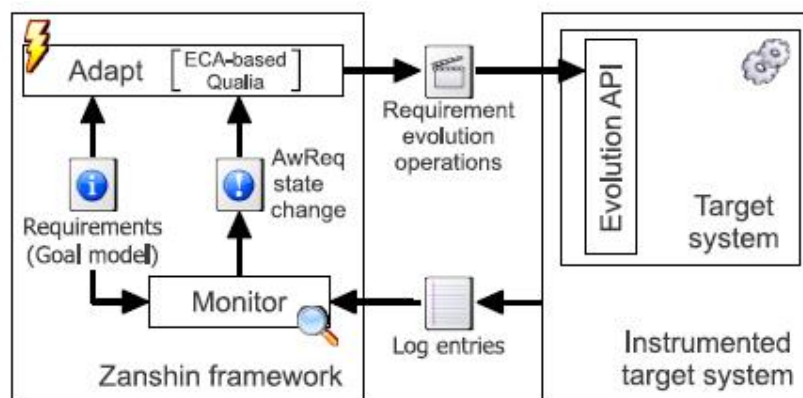 Adapt
ECA-based
Qualia
Requirement
evolution
operations
Evolution API
Target
system
AwReq
state
change
Requirements
(Goal model)
Monitor
Log entries
Zanshin framework
Instrumented
target system